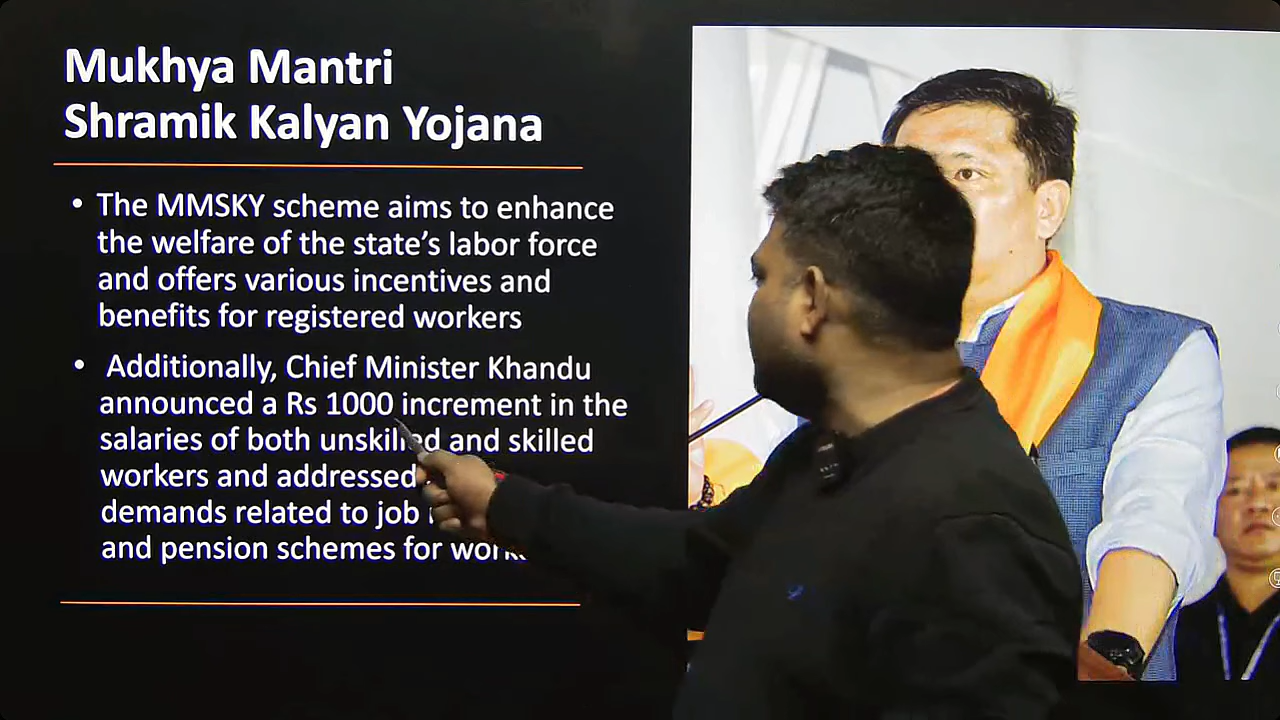 Mukhya Mantri
Shramik Kalyan Yojana
• The MMSKY scheme aims to enhance
the welfare of the state's labor force
and offers various incentives and
benefits for registered workers
• Additionally, Chief Minister Khandu
announced a Rs 1000 increment in the
salaries of both unskilled and skilled
workers and addressed
demands related to job
and pension schemes for